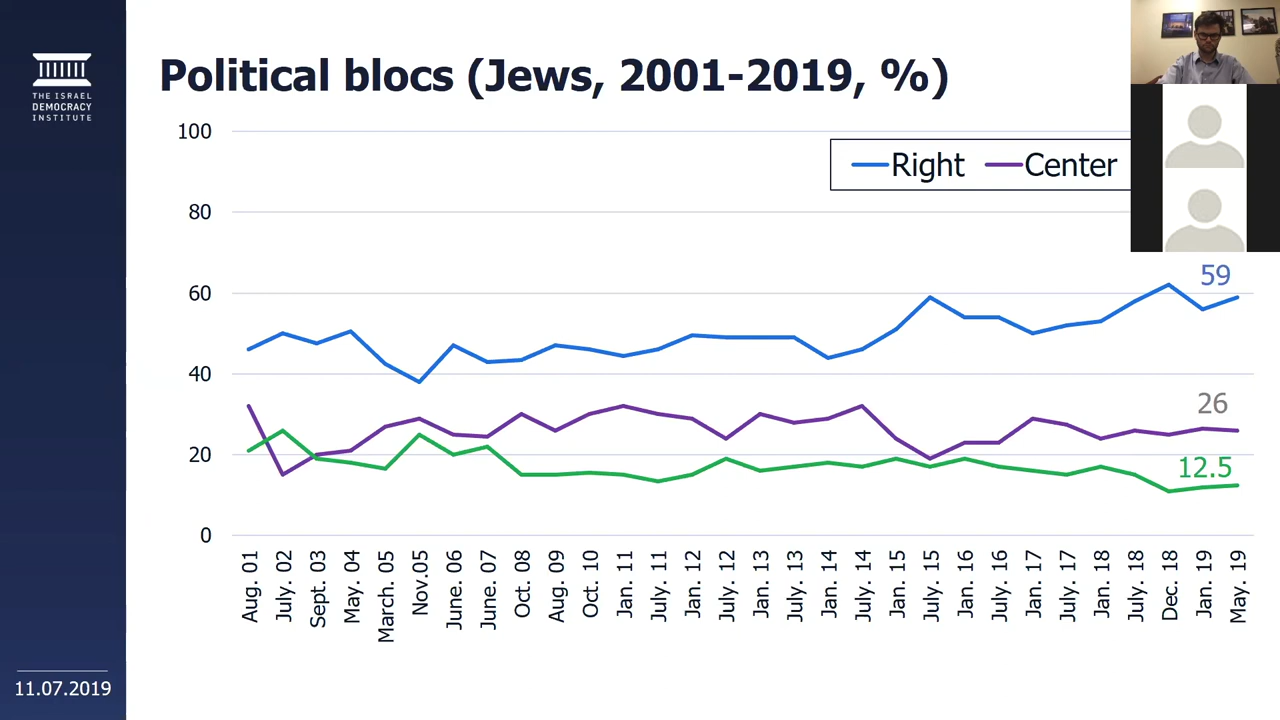 THE ISRAEL
DEMOCRACY
INSTITUTE
Political blocs (Jews, 2001-2019, %)
100
Right Center
80
60
59
40
26
20
12.5
0
Aug. 01
July. 02
Sept. 03
May. 04
March. 05
Nov.05
June. 06
June. 07
Oct. 08
Aug. 09
Oct. 10
Jan. 11
July. 11
Jan. 12
July. 12
Jan. 13
July. 13
Jan. 14
July. 14
Jan. 15
July. 15
Jan. 16
July. 16
Jan. 17
July. 17
Jan. 18
July. 18
Dec. 18
Jan. 19
May. 19
11.07.2019